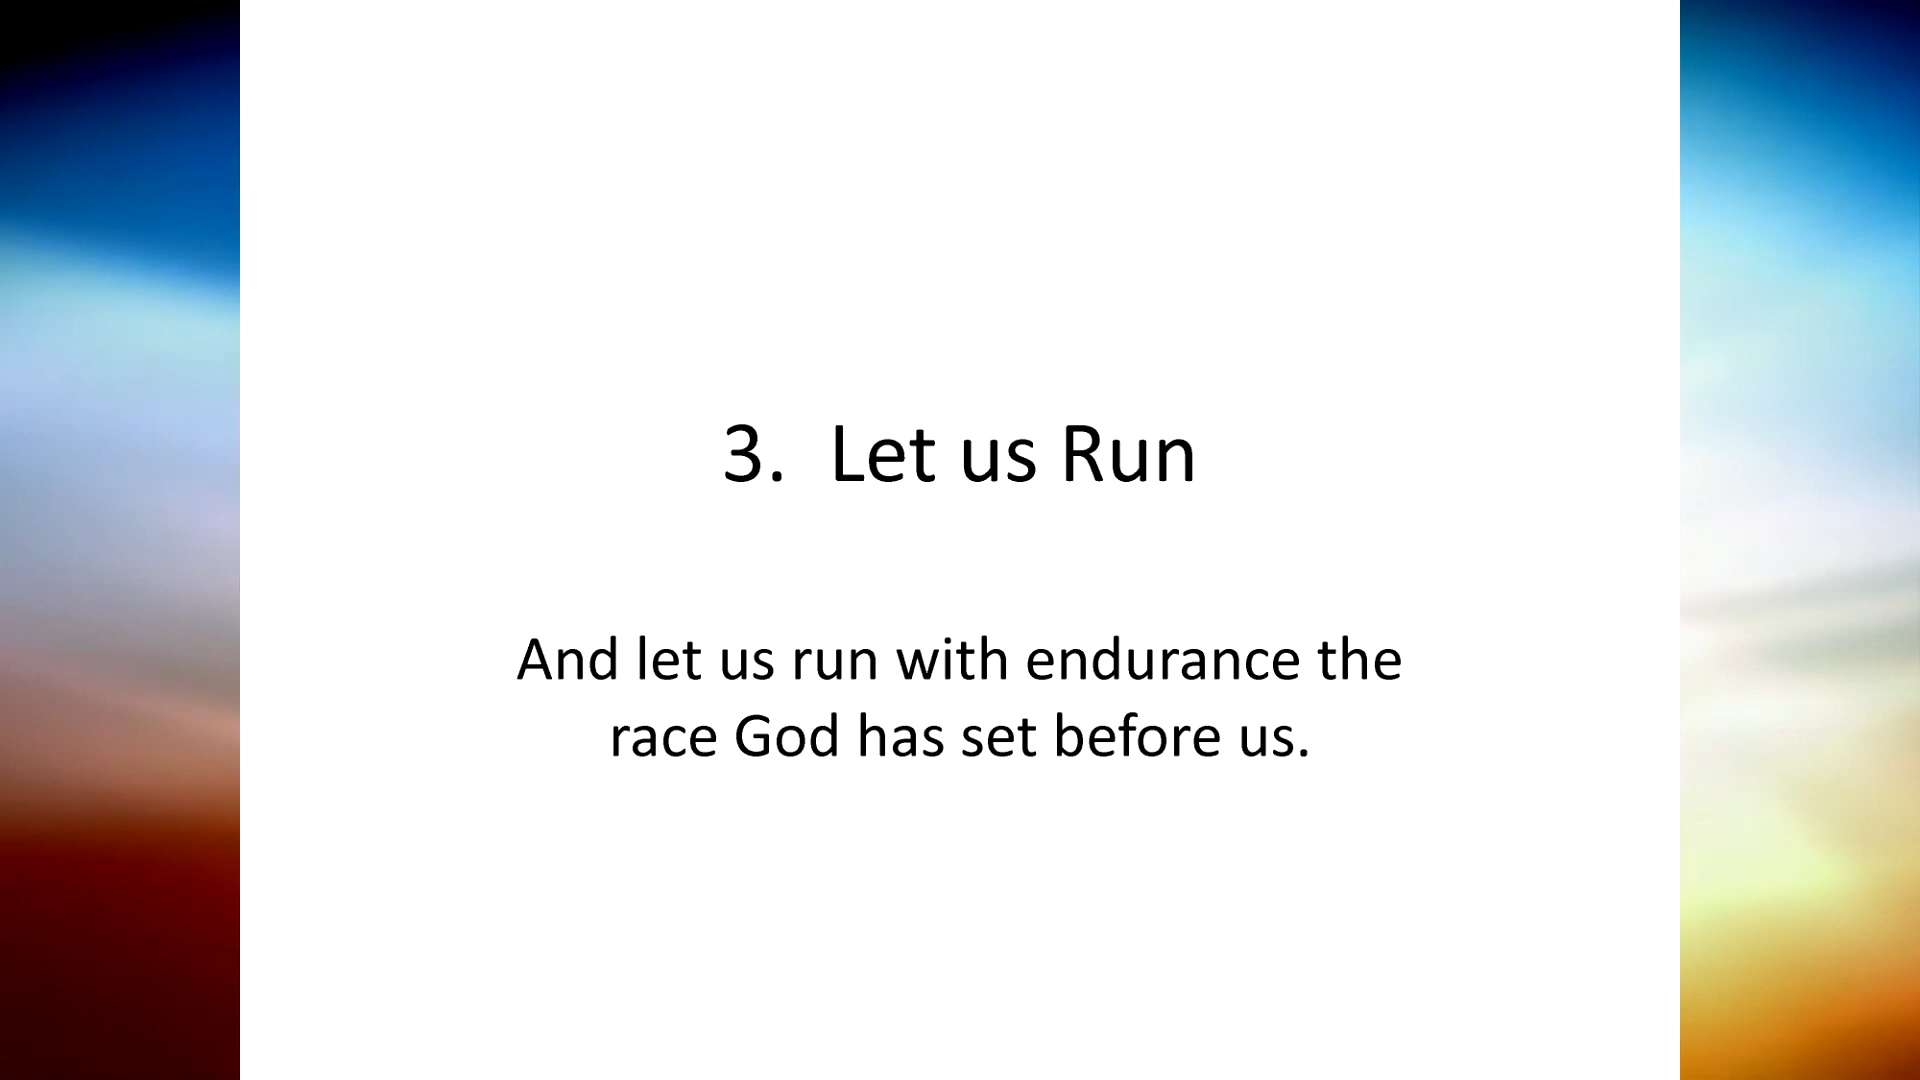 3.  Let us Run
And let us run with endurance the
race God has set before us.